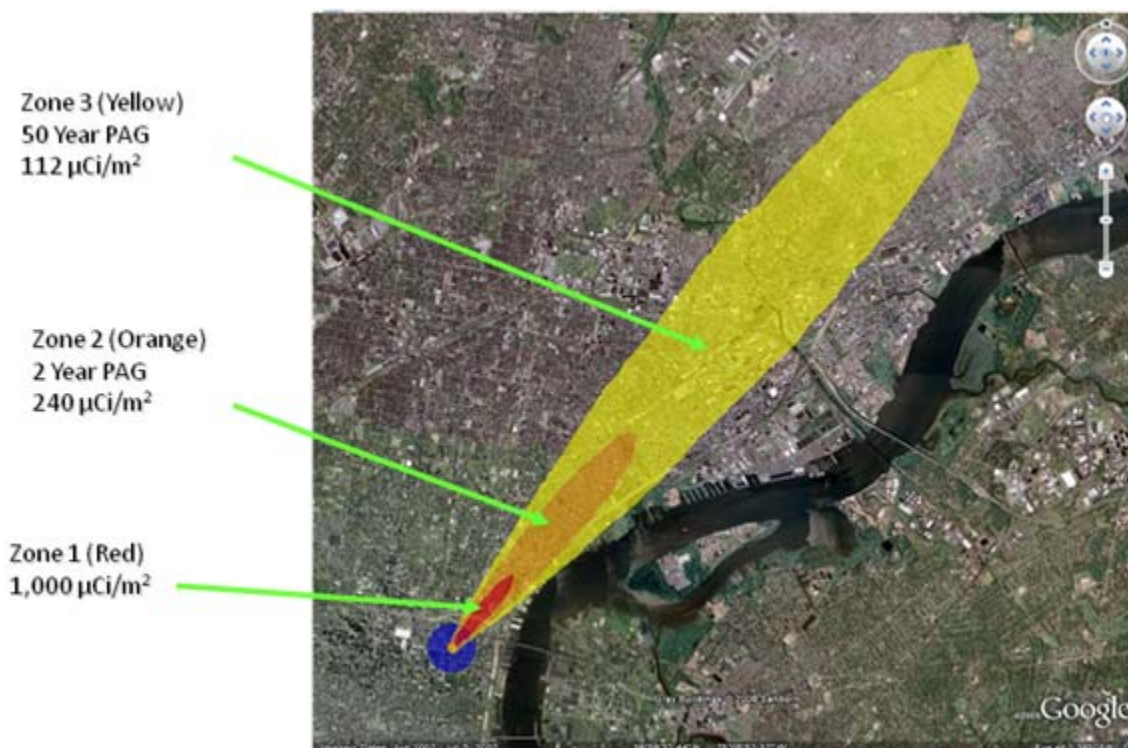 Zone 3 (Yellow)
50 Year PAG
112 µCi/m²
Zone 2 (Orange)
2 Year PAG
240 µCi/m²
Zone 1 (Red)
1,000 µCi/m²
Google